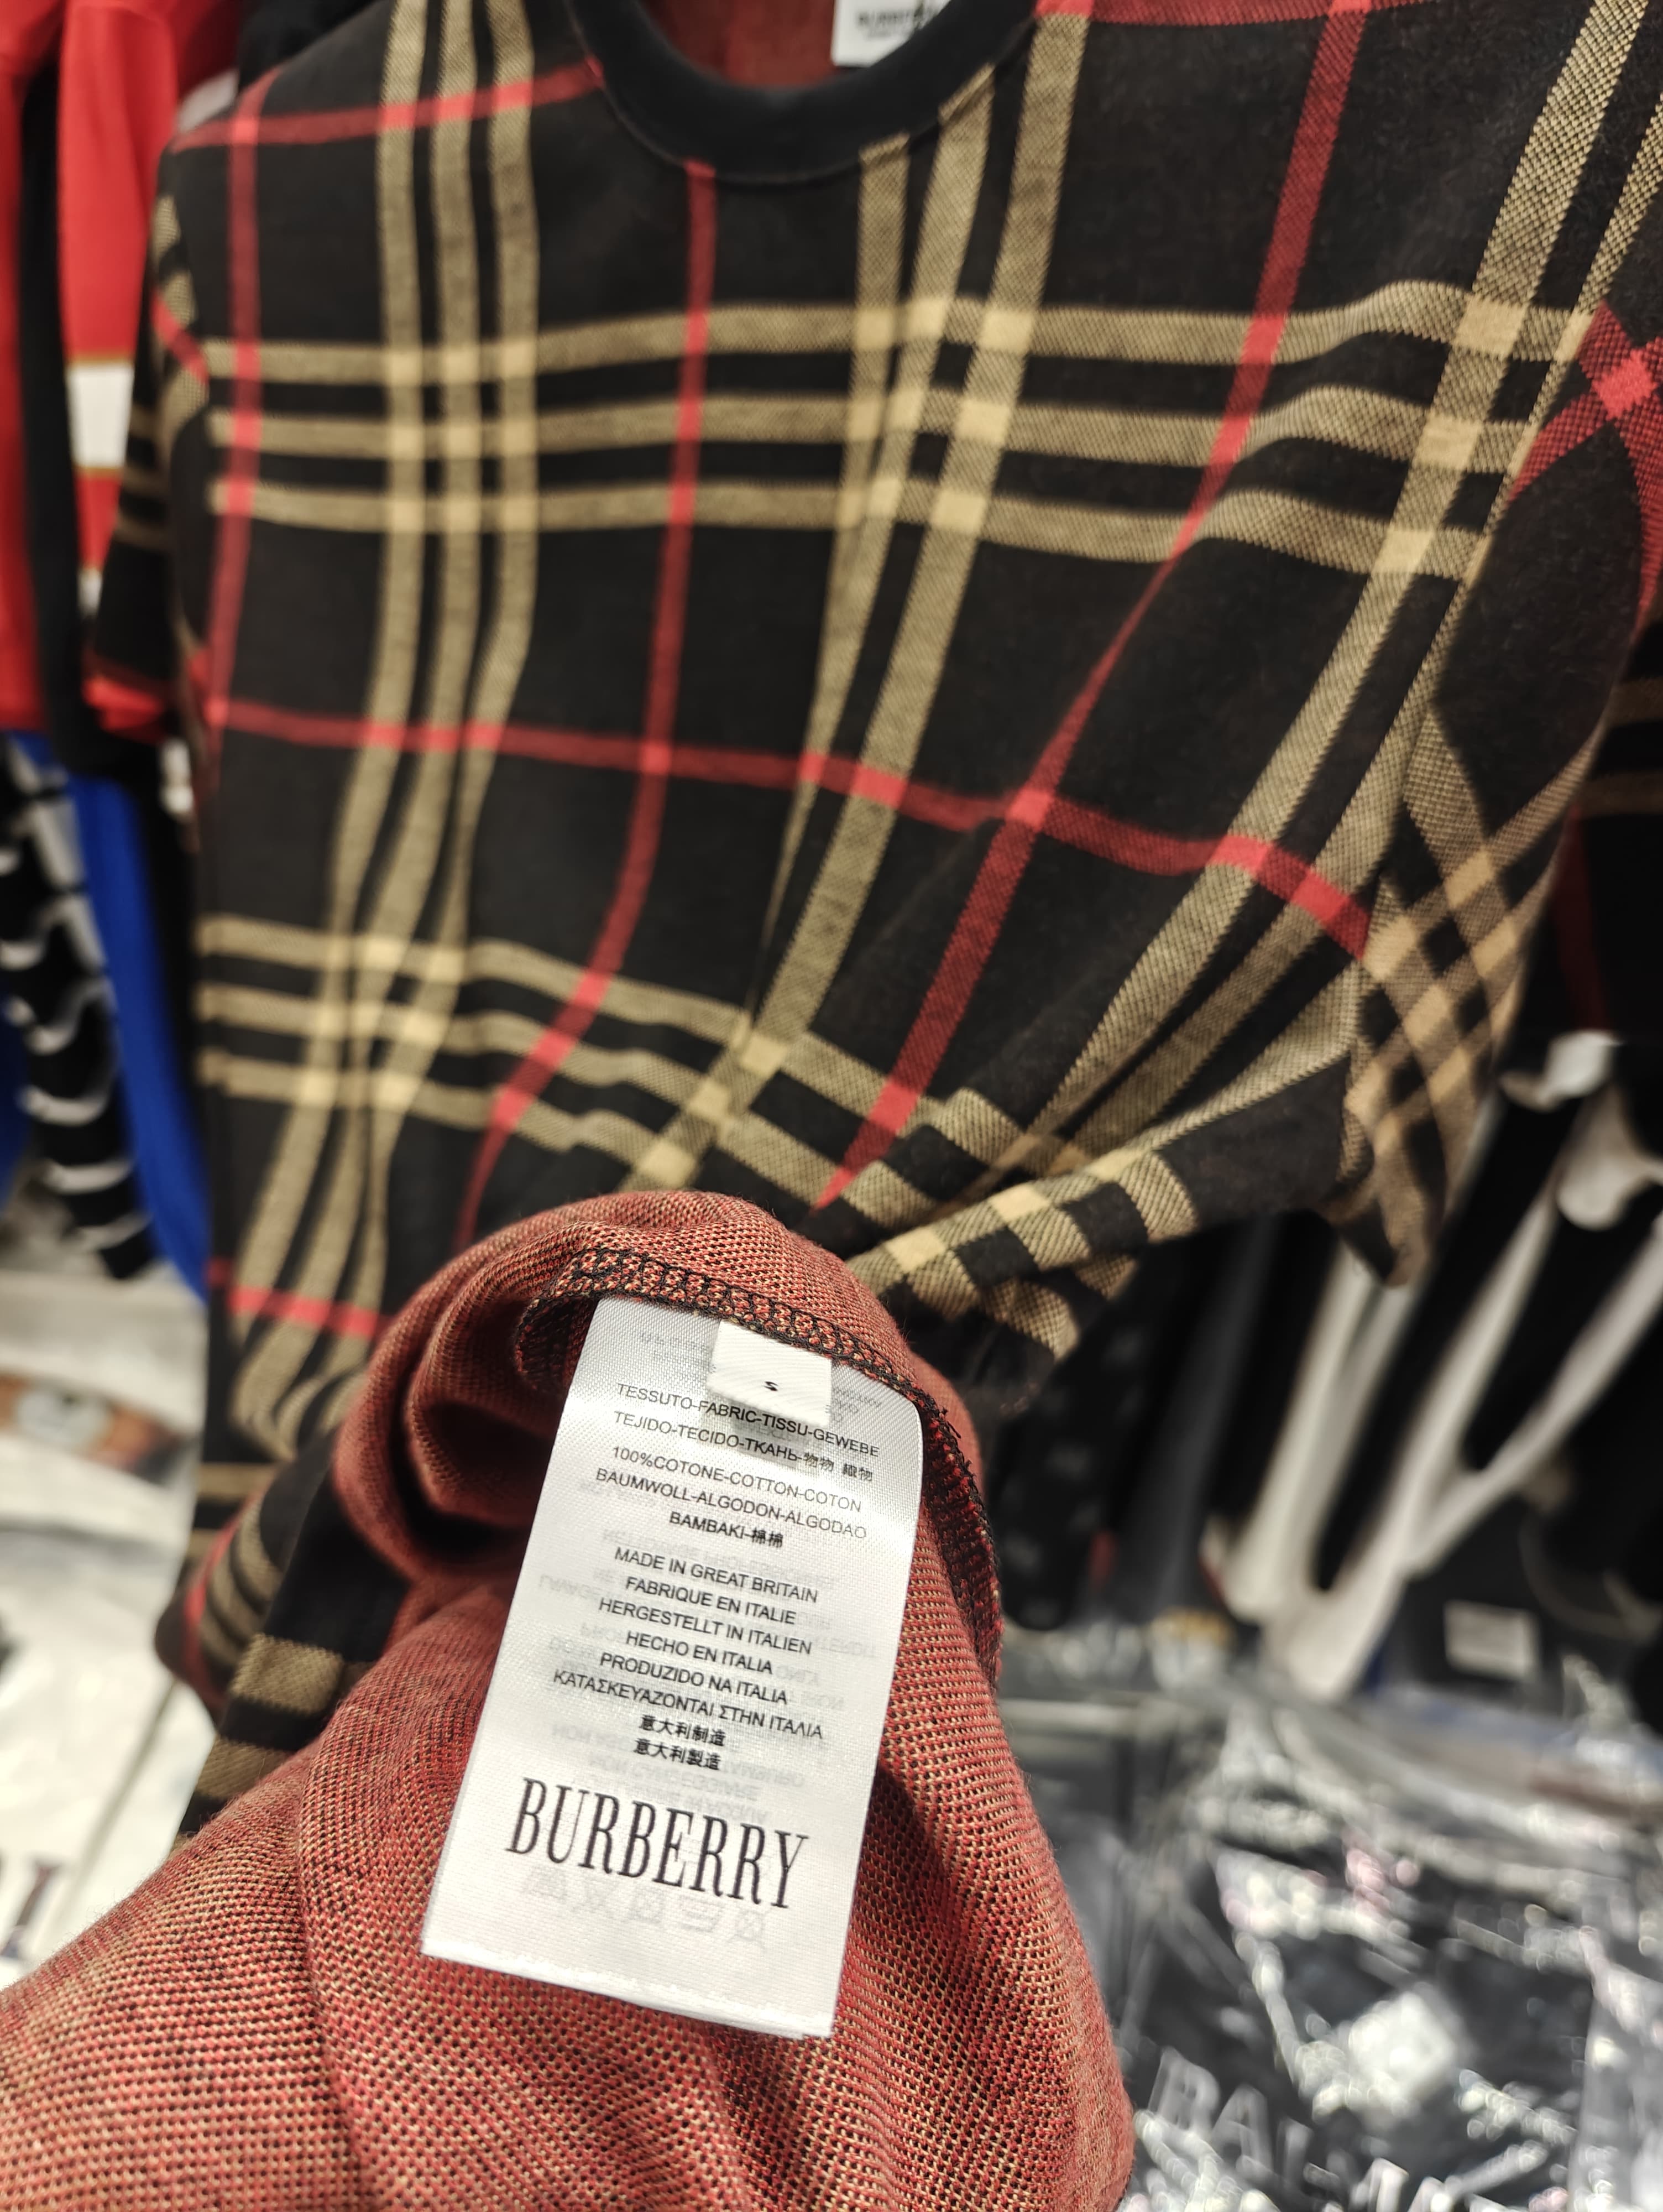 S
TESSUTO-FABRIC-TISSU-GEWEBE
TEJIDO-TECIDO-ТКАНЬ-物物 織物
100%COTONE-COTTON-COTON
BAUMWOLL-ALGODON-ALGODAO
BAMBAKI-棉棉
MADE IN GREAT BRITAIN
FABRIQUE EN ITALIE
HERGESTELLT IN ITALIEN
HECHO EN ITALIA
PRODUZIDO NA ITALIA
ΚΑΤΑΣΚΕΥΑΖΟΝΤΑΙ ΣΤΗΝ ΙΤΑΛΙΑ
意大利制造
意大利製造
BURBERRY